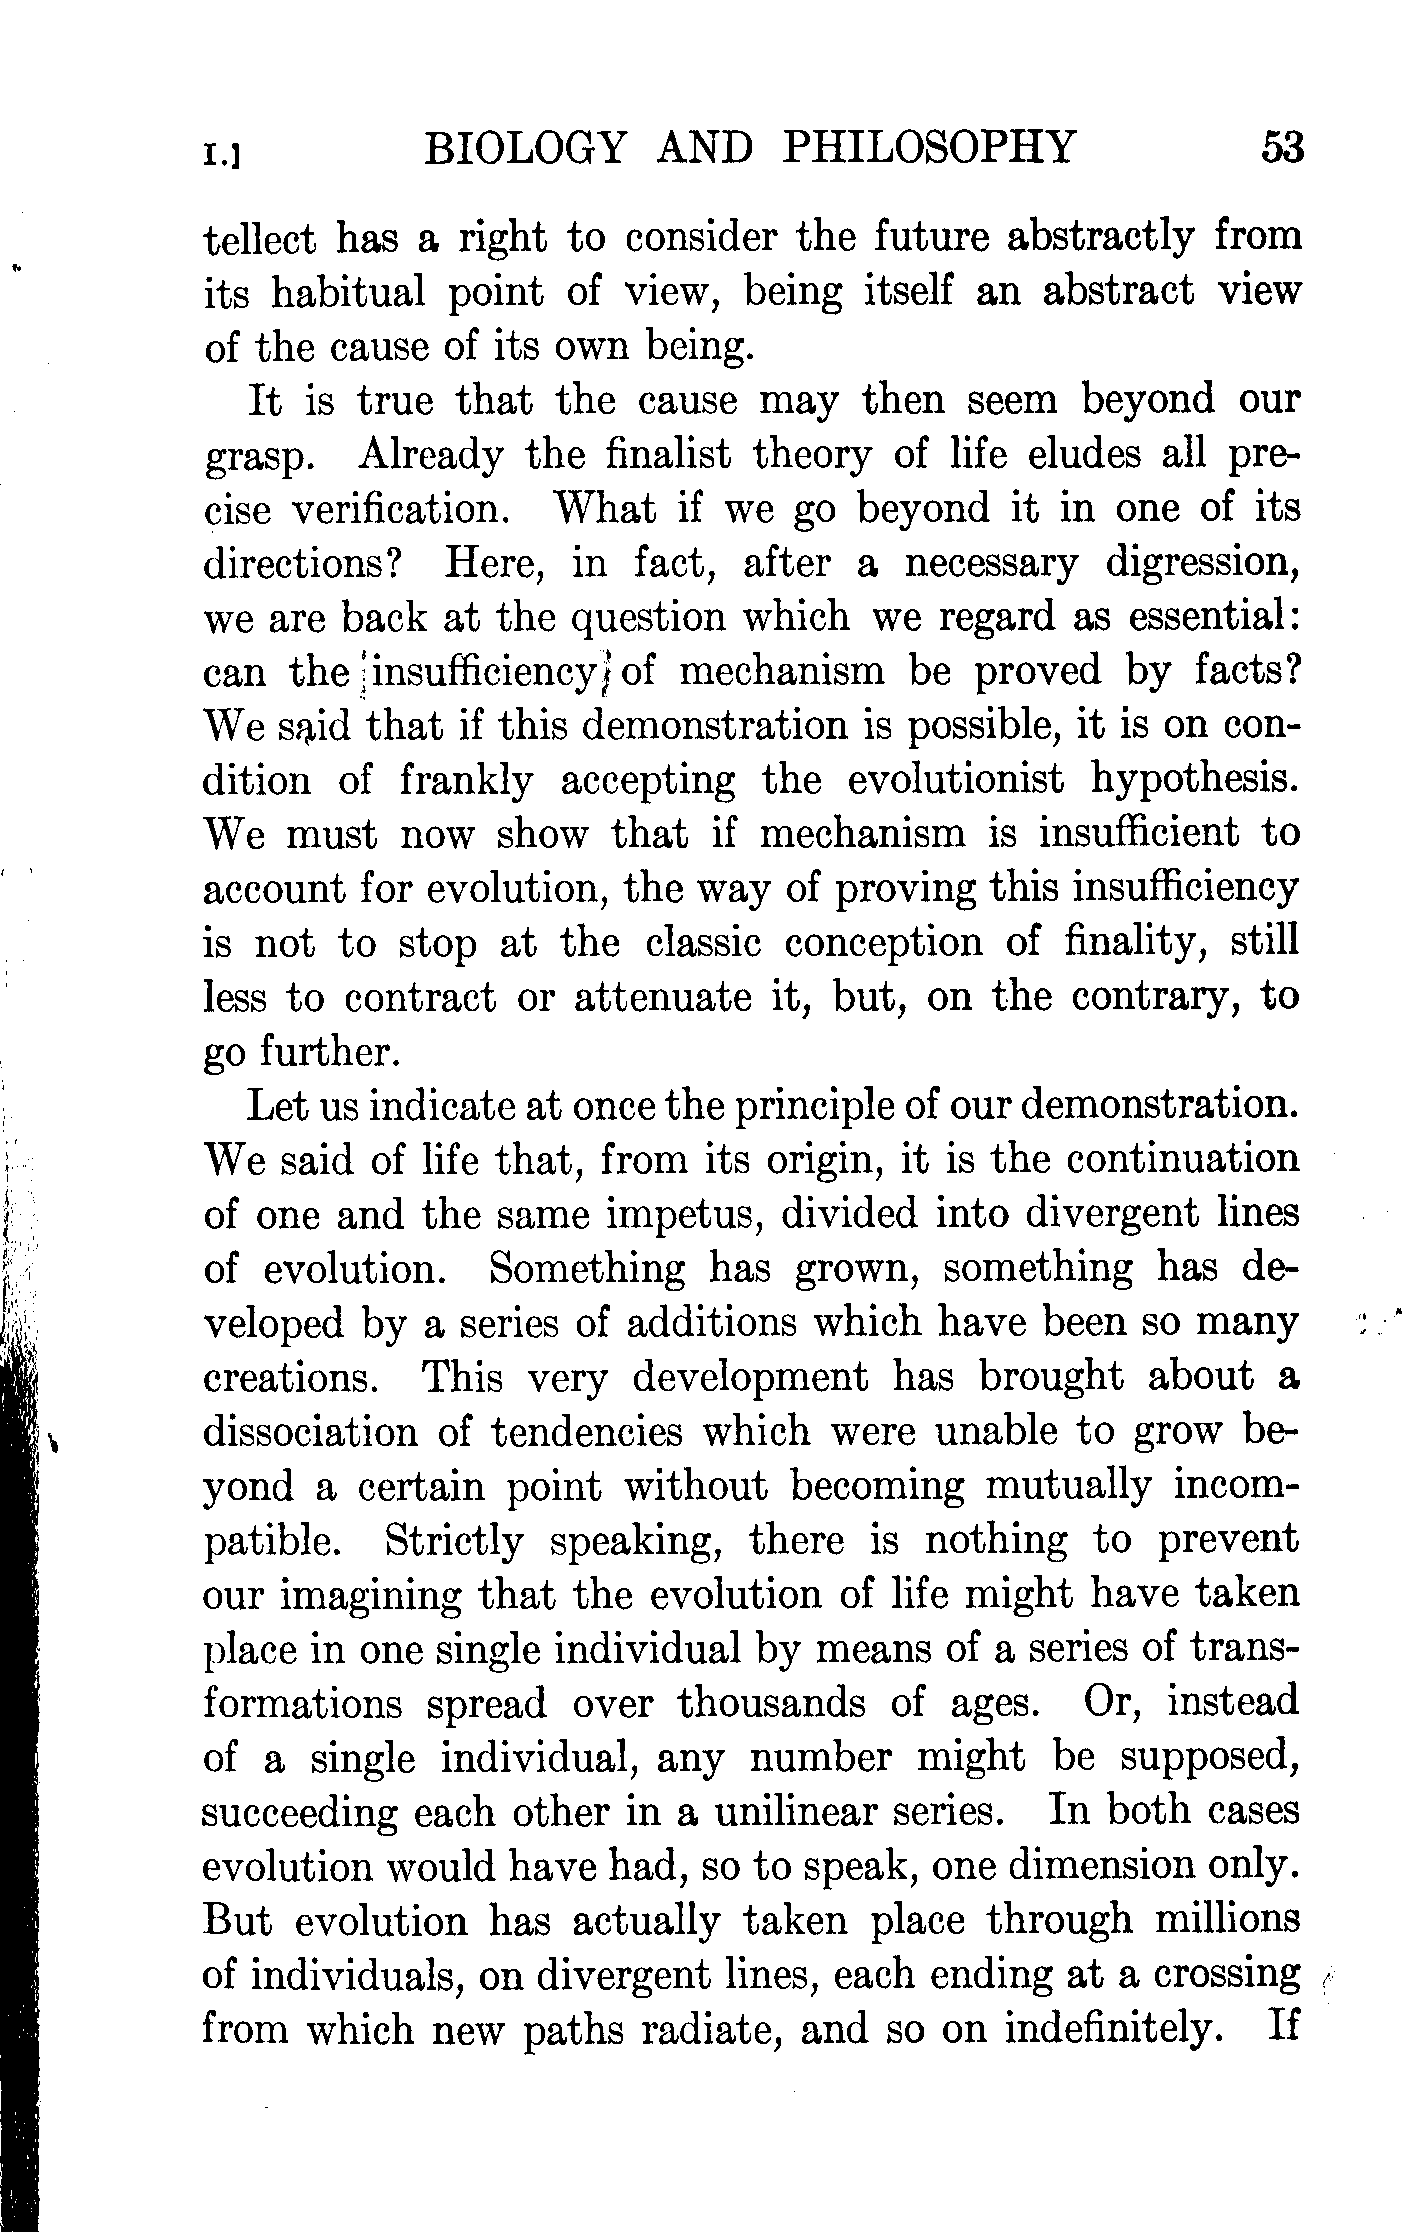 I.] BIOLOGY AND PHILOSOPHY 53
tellect has a right to consider the future abstractly from
its habitual point of view, being itself an abstract view
of the cause of its own being.
It is true that the cause may then seem beyond our
grasp. Already the finalist theory of life eludes all pre-
cise verification. What if we go beyond it in one of its
directions? Here, in fact, after a necessary digression,
we are back at the question which we regard as essential:
can the insufficiency of mechanism be proved by facts?
We said that if this demonstration is possible, it is on con-
dition of frankly accepting the evolutionist hypothesis.
We must now show that if mechanism is insufficient to
account for evolution, the way of proving this insufficiency
is not to stop at the classic conception of finality, still
less to contract or attenuate it, but, on the contrary, to
go further.
Let us indicate at once the principle of our demonstration.
We said of life that, from its origin, it is the continuation
of one and the same impetus, divided into divergent lines
of evolution. Something has grown, something has de-
veloped by a series of additions which have been so many
creations. This very development has brought about a
dissociation of tendencies which were unable to grow be-
yond a certain point without becoming mutually incom-
patible. Strictly speaking, there is nothing to prevent
our imagining that the evolution of life might have taken
place in one single individual by means of a series of trans-
formations spread over thousands of ages. Or, instead
of a single individual, any number might be supposed,
succeeding each other in a unilinear series. In both cases
evolution would have had, so to speak, one dimension only.
But evolution has actually taken place through millions
of individuals, on divergent lines, each ending at a crossing
from which new paths radiate, and so on indefinitely. If